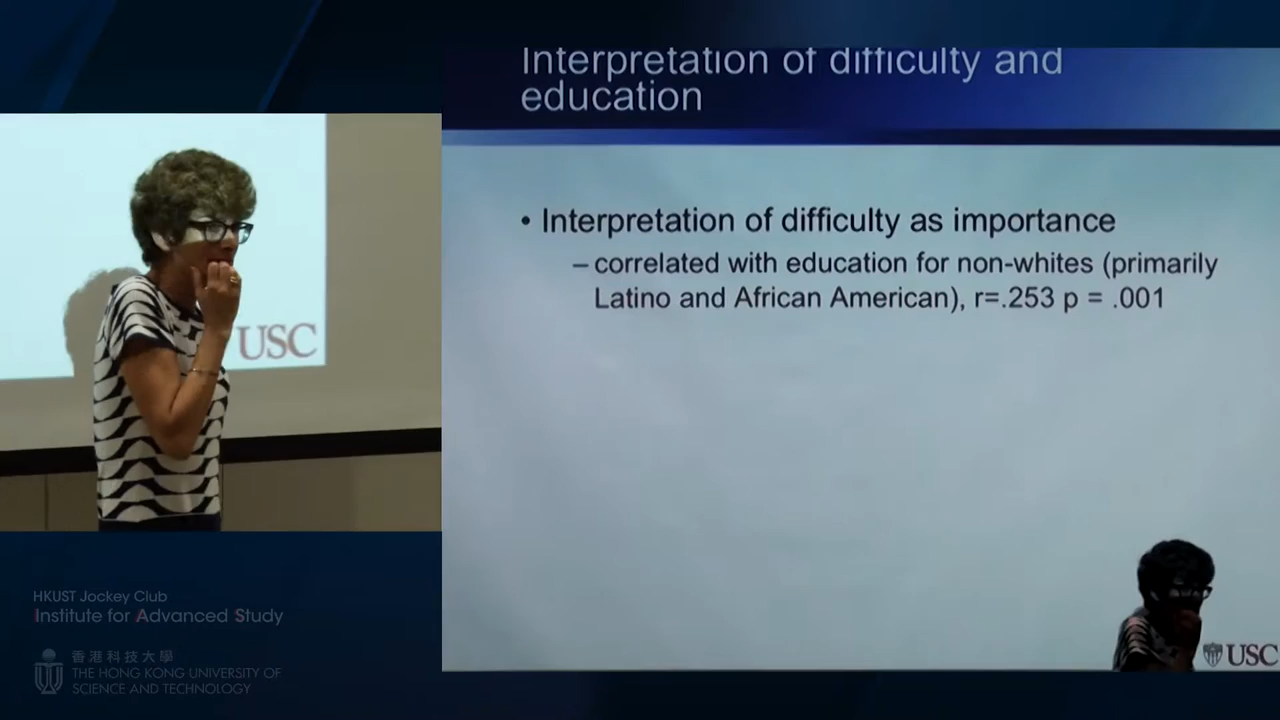 Interpretation of difficulty and
education
• Interpretation of difficulty as importance
– correlated with education for non-whites (primarily
Latino and African American), r=.253 p = .001
USC
USC
HKUST Jockey Club
Institute for Advanced Study
香港科技大學
THE HONG KONG UNIVERSITY OF
SCIENCE AND TECHNOLOGY